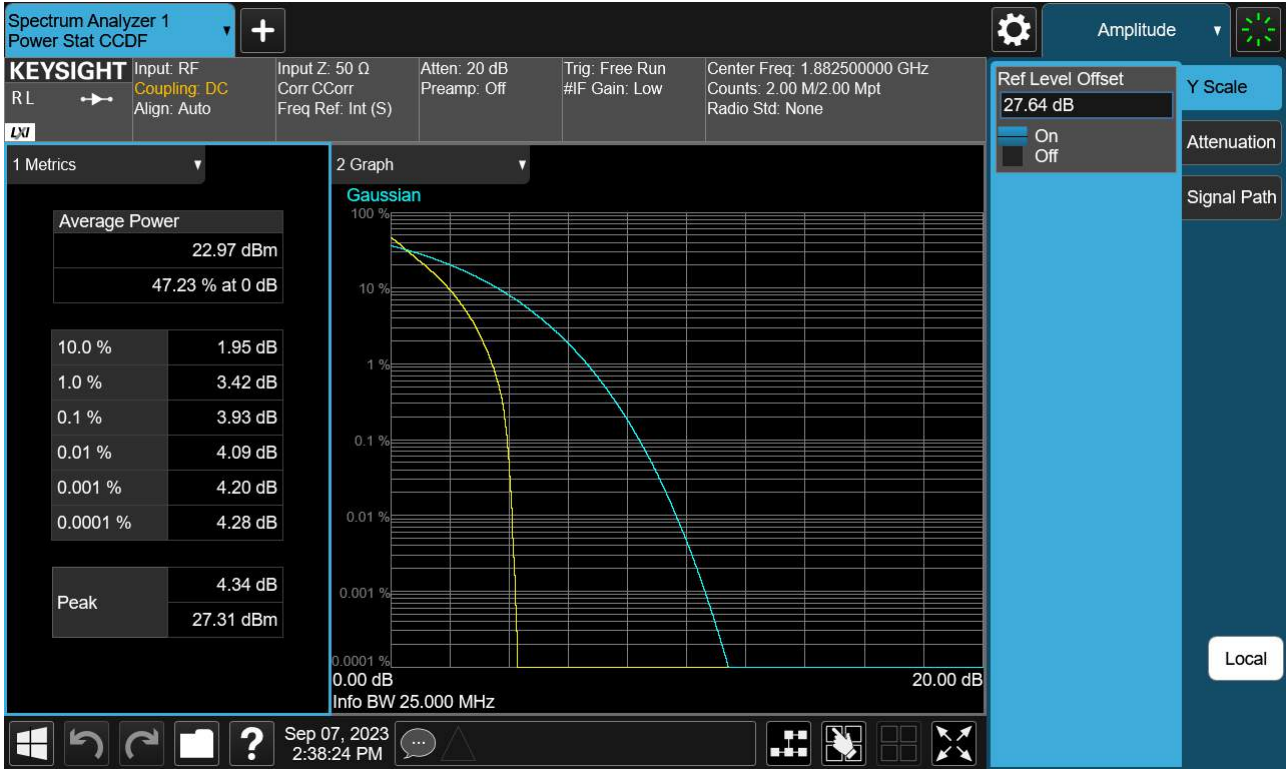 Spectrum Analyzer 1
Power Stat CCDF
+
Amplitude
KEYSIGHT
R L
LXI
Input: RF
Coupling: DC
Align: Auto
Input Z: 50 Ω
Corr CCorr
Freq Ref: Int (S)
Atten: 20 dB
Preamp: Off
Trig: Free Run
#IF Gain: Low
Center Freq: 1.882500000 GHz
Counts: 2.00 M/2.00 Mpt
Radio Std: None
Ref Level Offset
27.64 dB
On
Off
Y Scale
Attenuation
Signal Path
Local
1 Metrics
Average Power
22.97 dBm
47.23 % at 0 dB
10.0 % 1.95 dB
1.0 % 3.42 dB
0.1 % 3.93 dB
0.01 % 4.09 dB
0.001 % 4.20 dB
0.0001 % 4.28 dB
Peak
4.34 dB
27.31 dBm
2 Graph
Gaussian
100 %
10 %
1 %
0.1 %
0.01 %
0.001 %
0.0001 %
0.00 dB 20.00 dB
Info BW 25.000 MHz
?
Sep 07, 2023
2:38:24 PM